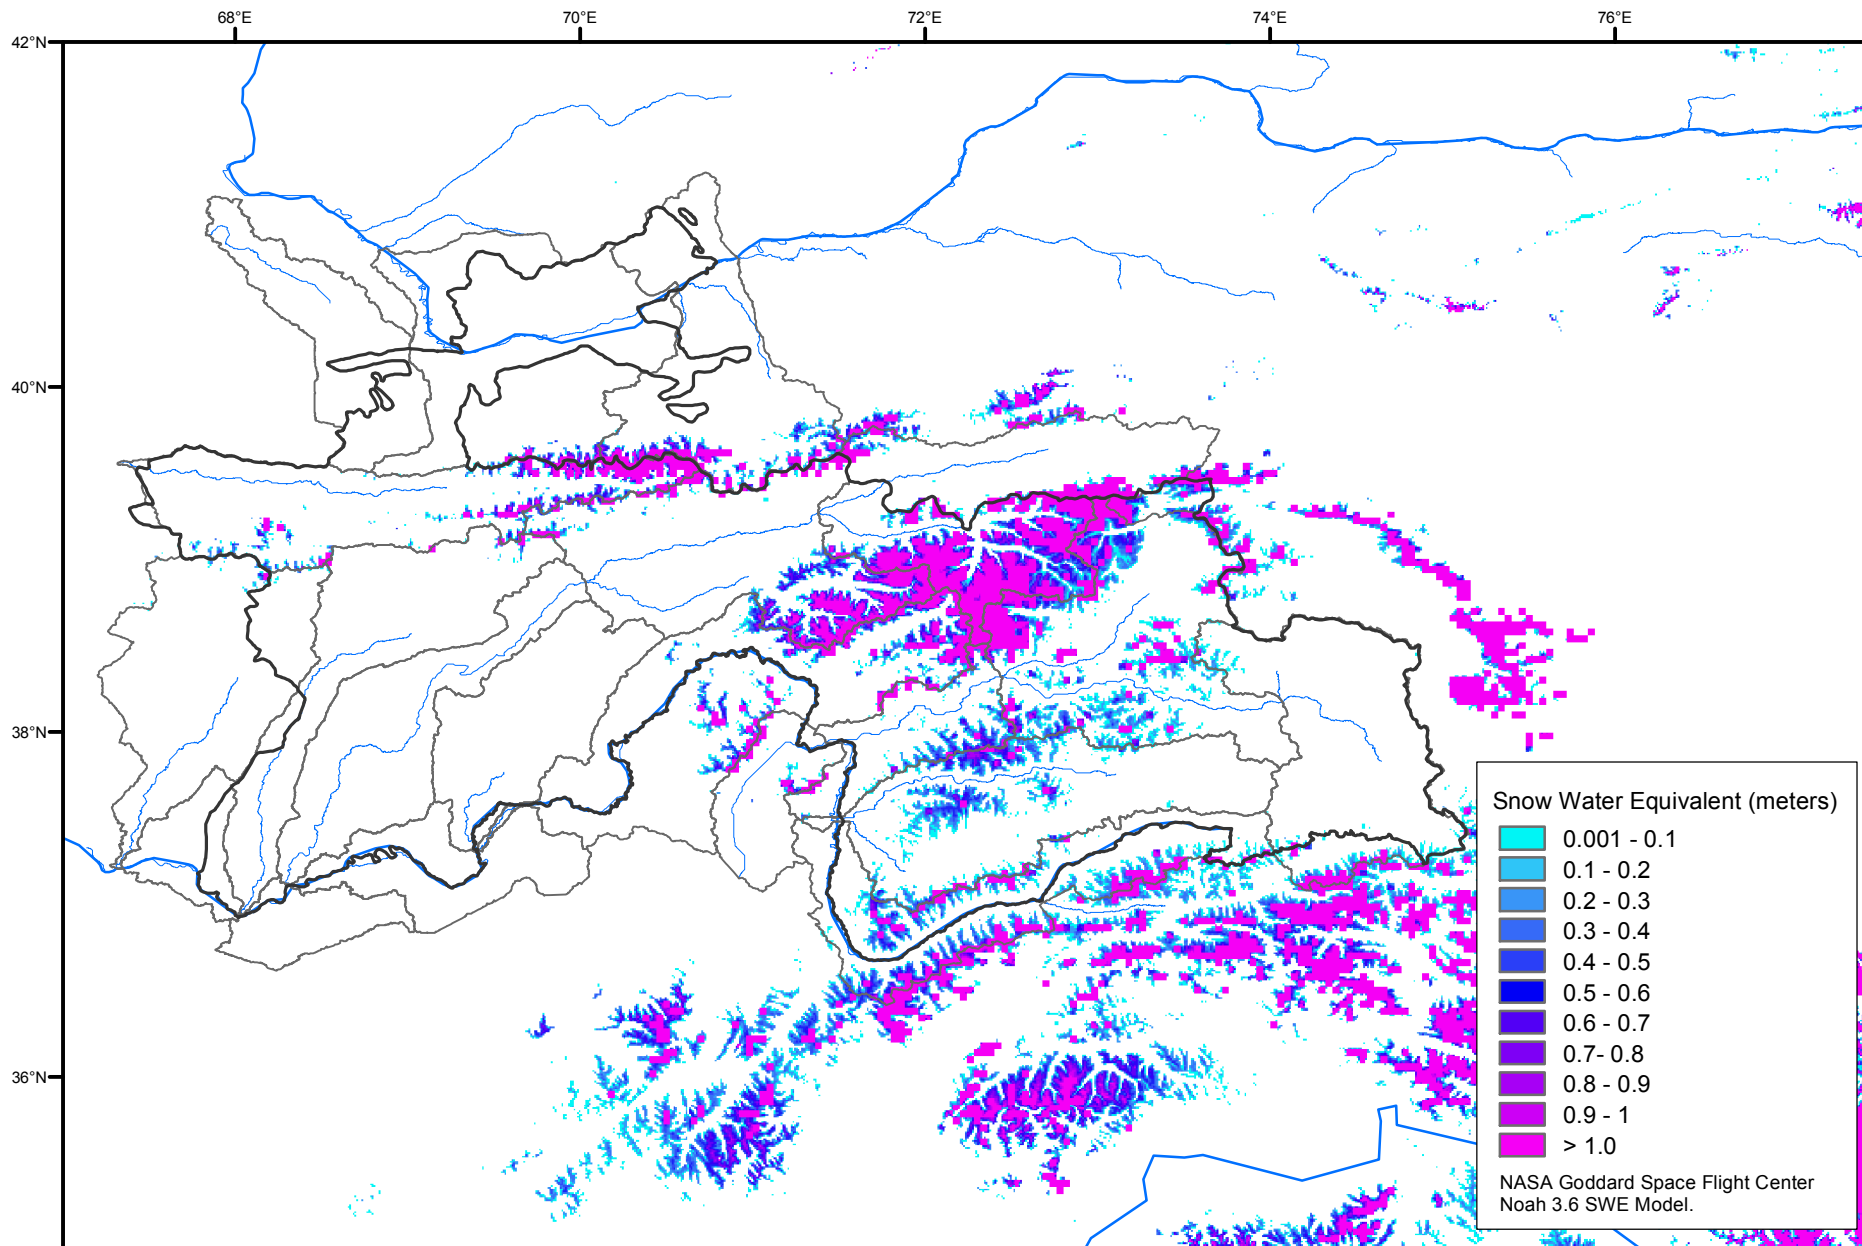 68°E
70°E
72°E
74°E
76°E
42°N
40°N
38°N
36°N
Snow Water Equivalent (meters)
0.001 - 0.1
0.1 - 0.2
0.2 - 0.3
0.3 - 0.4
0.4 - 0.5
0.5 - 0.6
0.6 - 0.7
0.7- 0.8
0.8 - 0.9
0.9 - 1
> 1.0
NASA Goddard Space Flight Center
Noah 3.6 SWE Model.